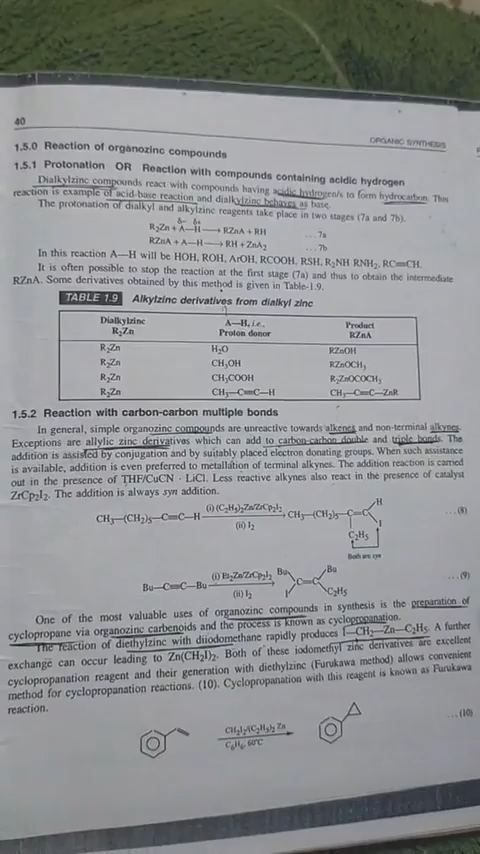 40
ORGANIC SYNTHESIS
1.5.0 Reaction of organozinc compounds
1.5.1 Protonation OR Reaction with compounds containing acidic hydrogen
Dialkylzinc compounds react with compounds having acidic hydrogen/s to form hydrocarbon. This
reaction is example of acid-base reaction and dialkylzinc behaves as base.
The protonation of dialkyl and alkylzinc reagents take place in two stages (7a and 7b).
δ– δ+
R₂Zn + A—H ⟶ RZnA + RH ...7a
RZnA + A—H ⟶ RH + ZnA₂ ...7b
In this reaction A—H will be HOH, ROH, ArOH, RCOOH, RSH, R₂NH RNH₂, RC≡CH.
It is often possible to stop the reaction at the first stage (7a) and thus to obtain the intermediate
RZnA. Some derivatives obtained by this method is given in Table-1.9.
TABLE 1.9 Alkylzinc derivatives from dialkyl zinc
Dialkylzinc A—H, i.e., Product
R₂Zn Proton donor RZnA
R₂Zn H₂O RZnOH
R₂Zn CH₃OH RZnOCH₃
R₂Zn CH₃COOH R₂ZnOCOCH₃
R₂Zn CH₃—C≡C—H CH₃—C≡C—ZnR
1.5.2 Reaction with carbon-carbon multiple bonds
In general, simple organozinc compounds are unreactive towards alkenes and non-terminal alkynes.
Exceptions are allylic zinc derivatives which can add to carbon-carbon double and triple bonds. The
addition is assisted by conjugation and by suitably placed electron donating groups. When such assistance
is available, addition is even preferred to metallation of terminal alkynes. The addition reaction is carried
out in the presence of THF/CuCN · LiCl. Less reactive alkynes also react in the presence of catalyst
ZrCp₂I₂. The addition is always syn addition.
H
CH₃—(CH₂)₅—C≡C—H (i) (C₂H₅)₂Zn/ZrCp₂I₂ CH₃—(CH₂)₅—C=C ...(8)
(ii) I₂ I
C₂H₅
Both are syn
Bu—C≡C—Bu (i) Et₂Zn/ZrCp₂I₂ Bu C=C Bu ...(9)
(ii) I₂ I C₂H₅
One of the most valuable uses of organozinc compounds in synthesis is the preparation of
cyclopropane via organozinc carbenoids and the process is known as cyclopropanation.
The reaction of diethylzinc with diiodomethane rapidly produces I—CH₂—Zn—C₂H₅. A further
exchange can occur leading to Zn(CH₂I)₂. Both of these iodomethyl zinc derivatives are excellent
cyclopropanation reagent and their generation with diethylzinc (Furukawa method) allows convenient
method for cyclopropanation reactions. (10). Cyclopropanation with this reagent is known as Furukawa
reaction.
CH₂I₂/(C₂H₅)₂ Zn ...(10)
C₆H₆, 60°C